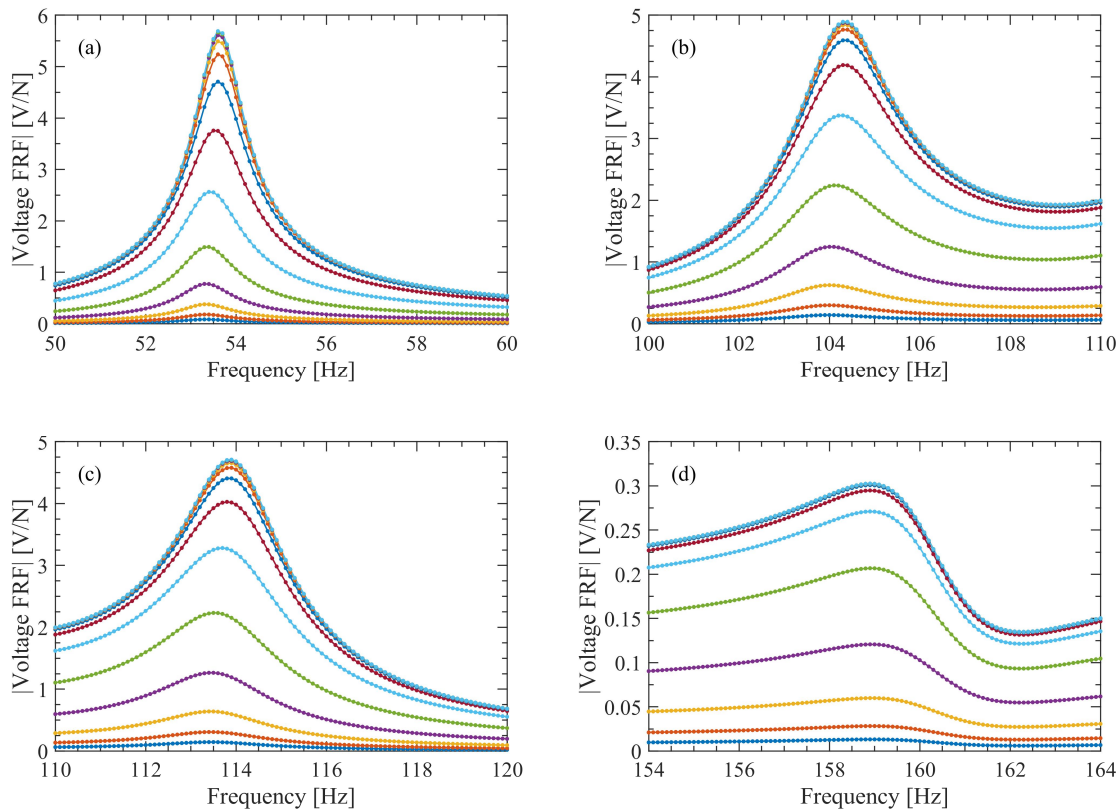 (a)
|Voltage FRF| [V/N]
6
5
4
3
2
1
0
50 52 54 56 58 60
Frequency [Hz]
(b)
|Voltage FRF| [V/N]
5
4
3
2
1
0
100 102 104 106 108 110
Frequency [Hz]
(c)
|Voltage FRF| [V/N]
5
4
3
2
1
0
110 112 114 116 118 120
Frequency [Hz]
(d)
|Voltage FRF| [V/N]
0.35
0.3
0.25
0.2
0.15
0.1
0.05
0
154 156 158 160 162 164
Frequency [Hz]